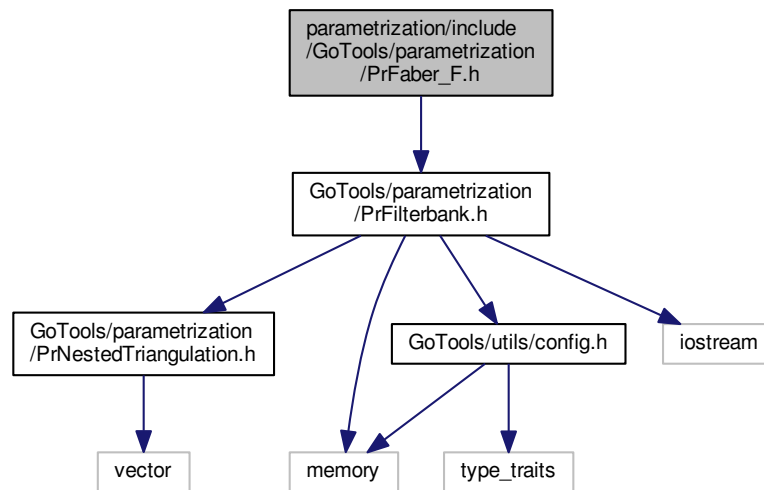 parametrization/include
/GoTools/parametrization
/PrFaber_F.h
GoTools/parametrization
/PrFilterbank.h
GoTools/parametrization
/PrNestedTriangulation.h
GoTools/utils/config.h
iostream
vector
memory
type_traits